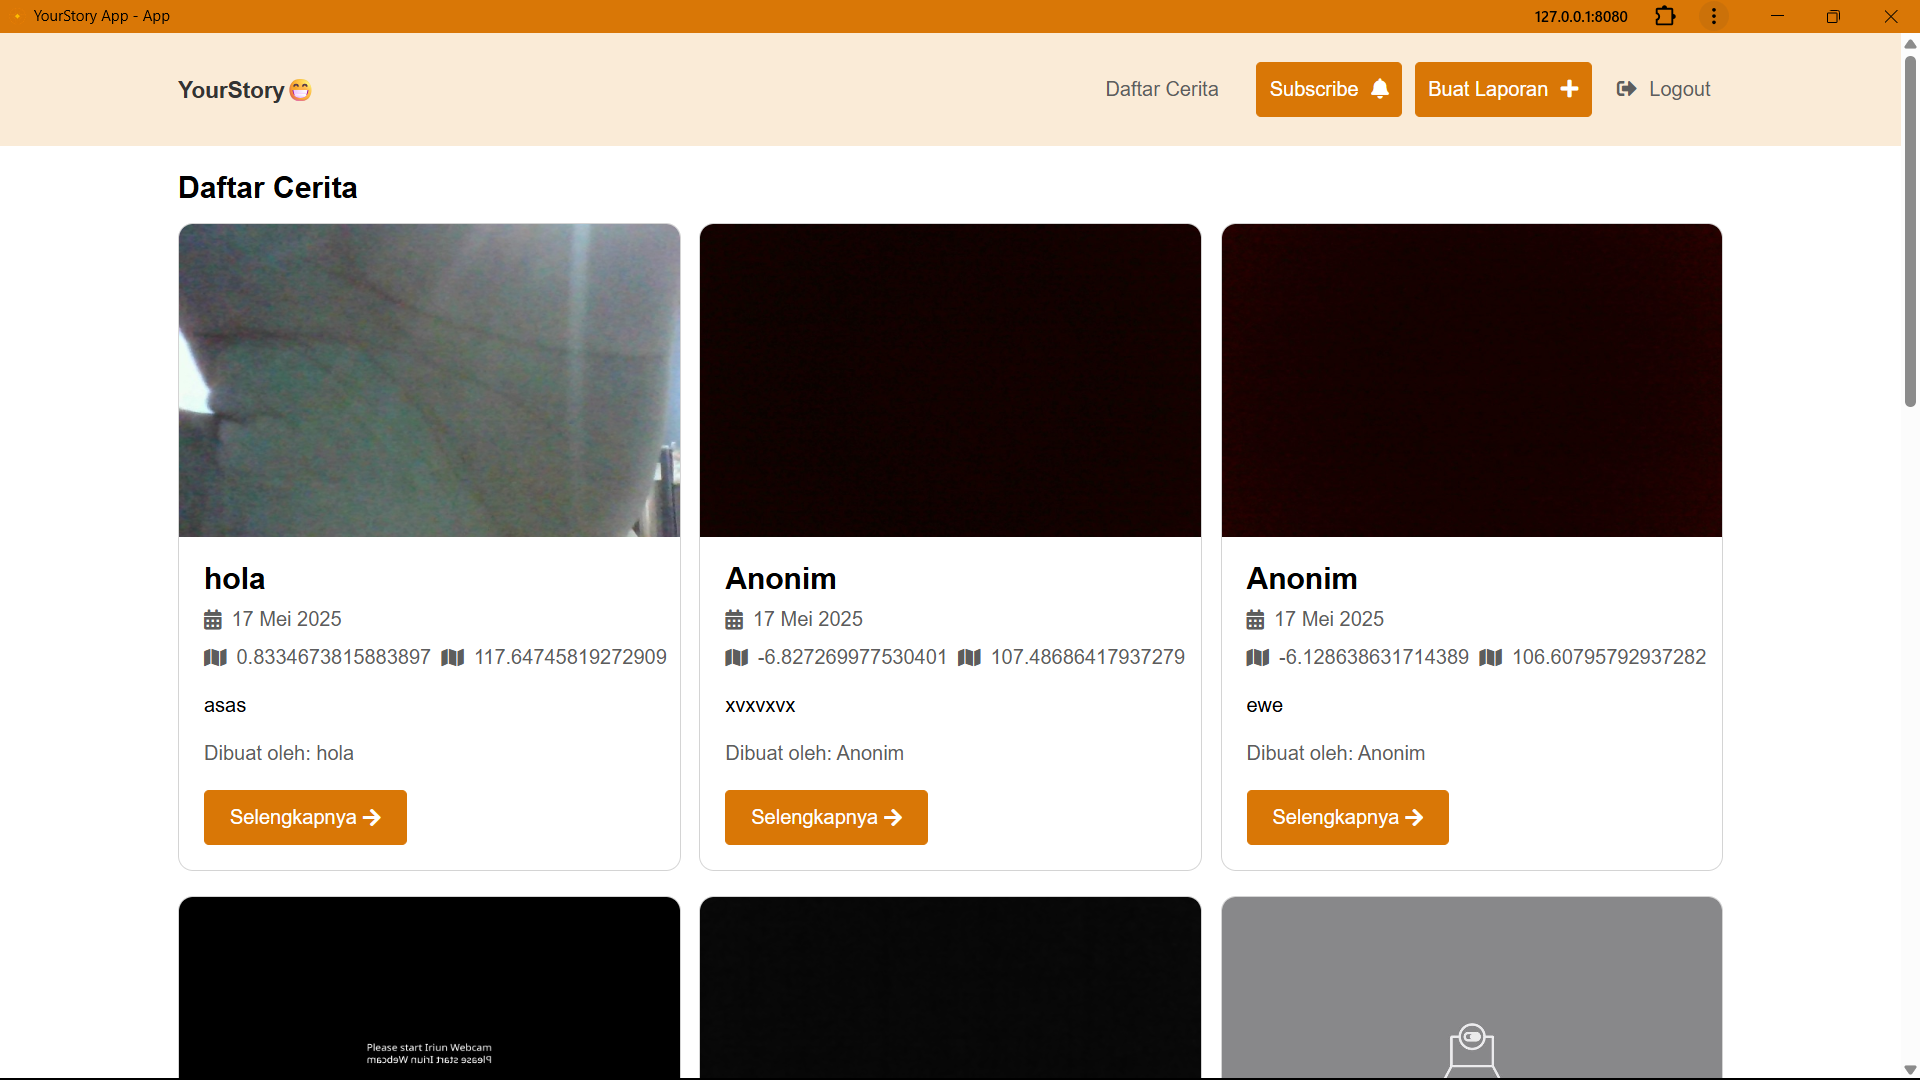 YourStory App - App
127.0.0.1:8080
YourStory😁
Daftar Cerita
Subscribe
Buat Laporan
Logout
Daftar Cerita
hola
17 Mei 2025
0.8334673815883897 117.64745819272909
asas
Dibuat oleh: hola
Selengkapnya
Anonim
17 Mei 2025
-6.827269977530401 107.48686417937279
xvxvxvx
Dibuat oleh: Anonim
Selengkapnya
Anonim
17 Mei 2025
-6.128638631714389 106.60795792937282
ewe
Dibuat oleh: Anonim
Selengkapnya
Please start Iriun Webcam
Please start Iriun Webcam